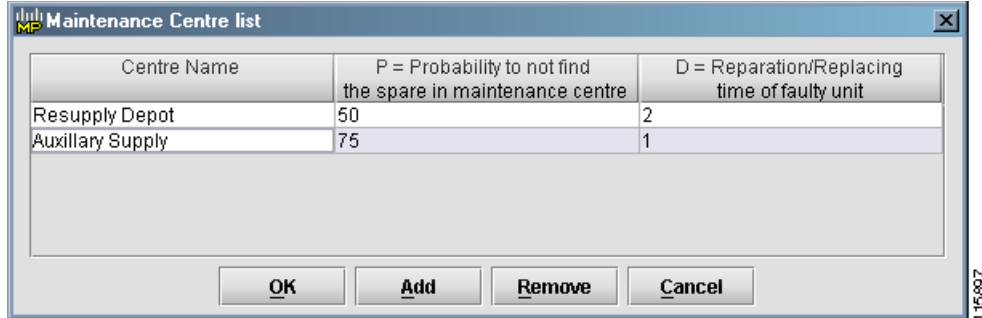 MP Maintenance Centre list
Centre Name
P = Probability to not find
the spare in maintenance centre
D = Reparation/Replacing
time of faulty unit
Resupply Depot 50 2
Auxillary Supply 75 1
OK Add Remove Cancel
115897